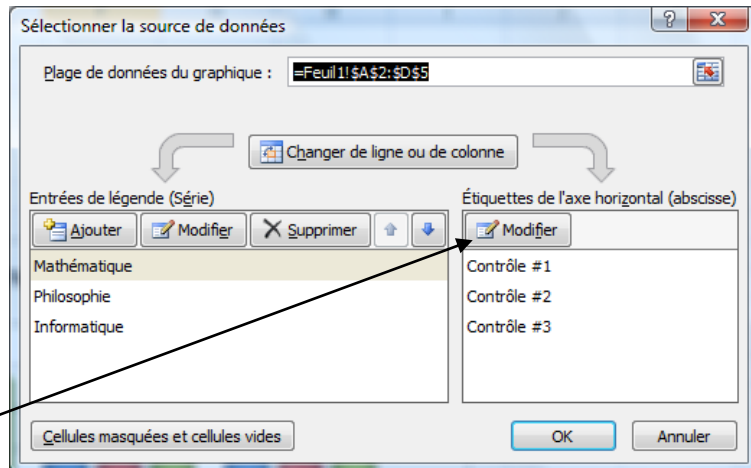 Sélectionner la source de données
Plage de données du graphique : =Feuil1!$A$2:$D$5
Changer de ligne ou de colonne
Entrées de légende (Série)
Ajouter Modifier Supprimer
Mathématique
Philosophie
Informatique
Étiquettes de l'axe horizontal (abscisse)
Modifier
Contrôle #1
Contrôle #2
Contrôle #3
Cellules masquées et cellules vides
OK Annuler